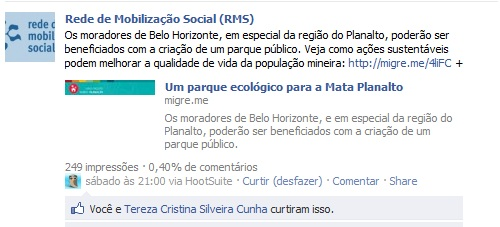 rede de
mobiliz
social
Rede de Mobilização Social (RMS)
Os moradores de Belo Horizonte, em especial da região do Planalto, poderão ser
beneficiados com a criação de um parque público. Veja como ações sustentáveis
podem melhorar a qualidade de vida da população mineira: http://migre.me/4liFC +
Um parque ecológico para a Mata Planalto
migre.me
Os moradores de Belo Horizonte, e em especial da região do
Planalto, poderão ser beneficiados com a criação de um
parque público.
249 impressões · 0,40% de comentários
sábado às 21:00 via HootSuite · Curtir (desfazer) · Comentar · Share
Você e Tereza Cristina Silveira Cunha curtiram isso.